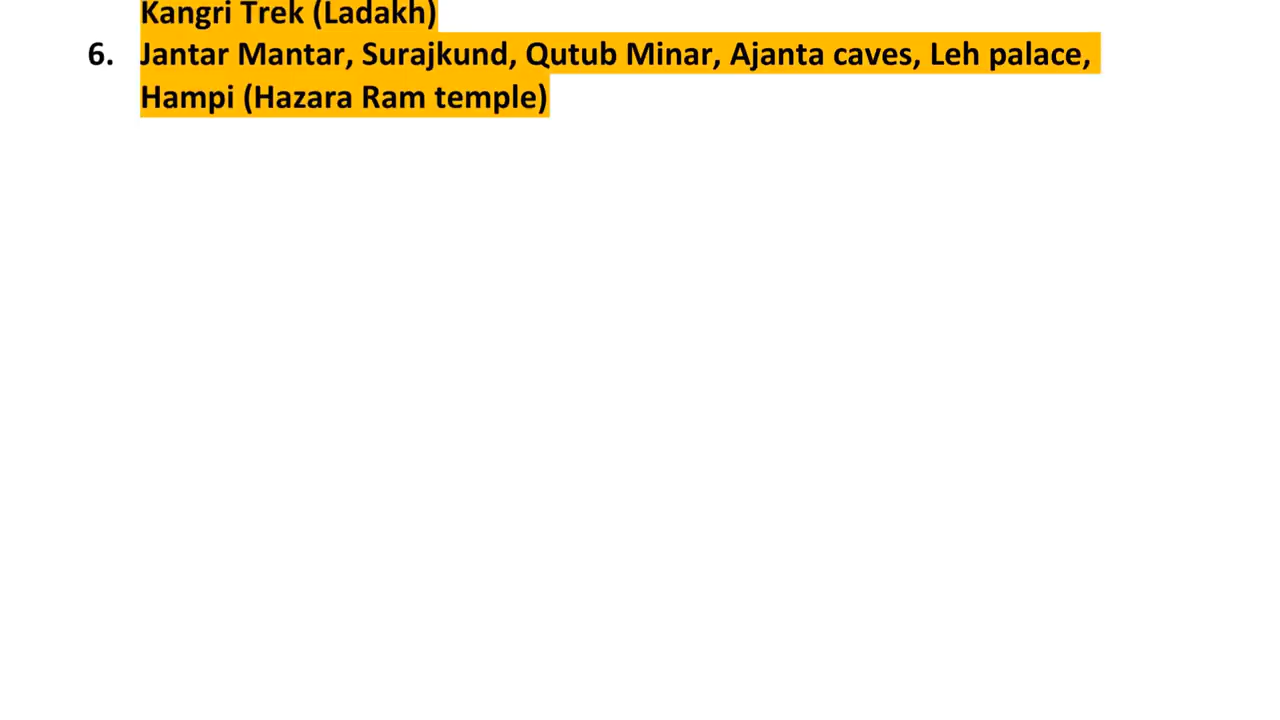 Kangri Trek (Ladakh)
6. Jantar Mantar, Surajkund, Qutub Minar, Ajanta caves, Leh palace,
Hampi (Hazara Ram temple)